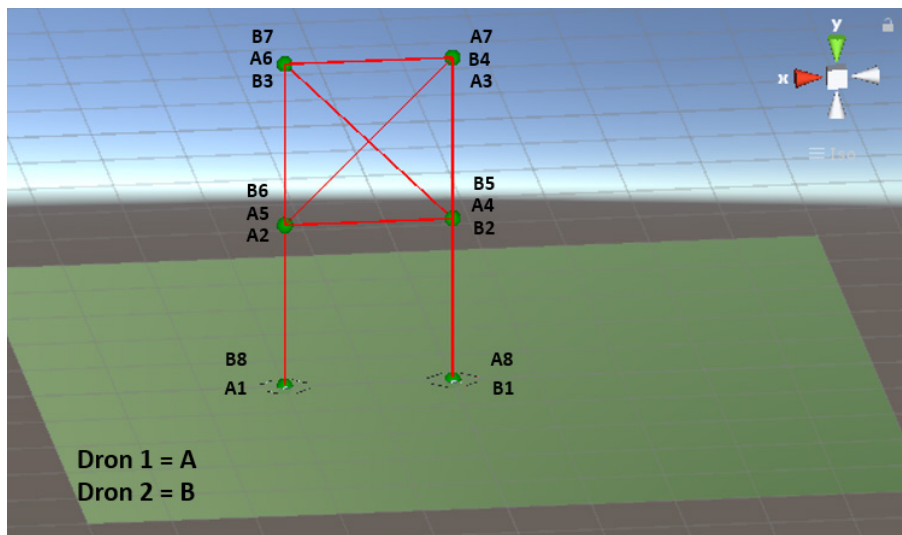 B7
A6
B3
A7
B4
A3
y
x
Iso
B6
A5
A2
B5
A4
B2
B8
A1
A8
B1
Dron 1 = A
Dron 2 = B